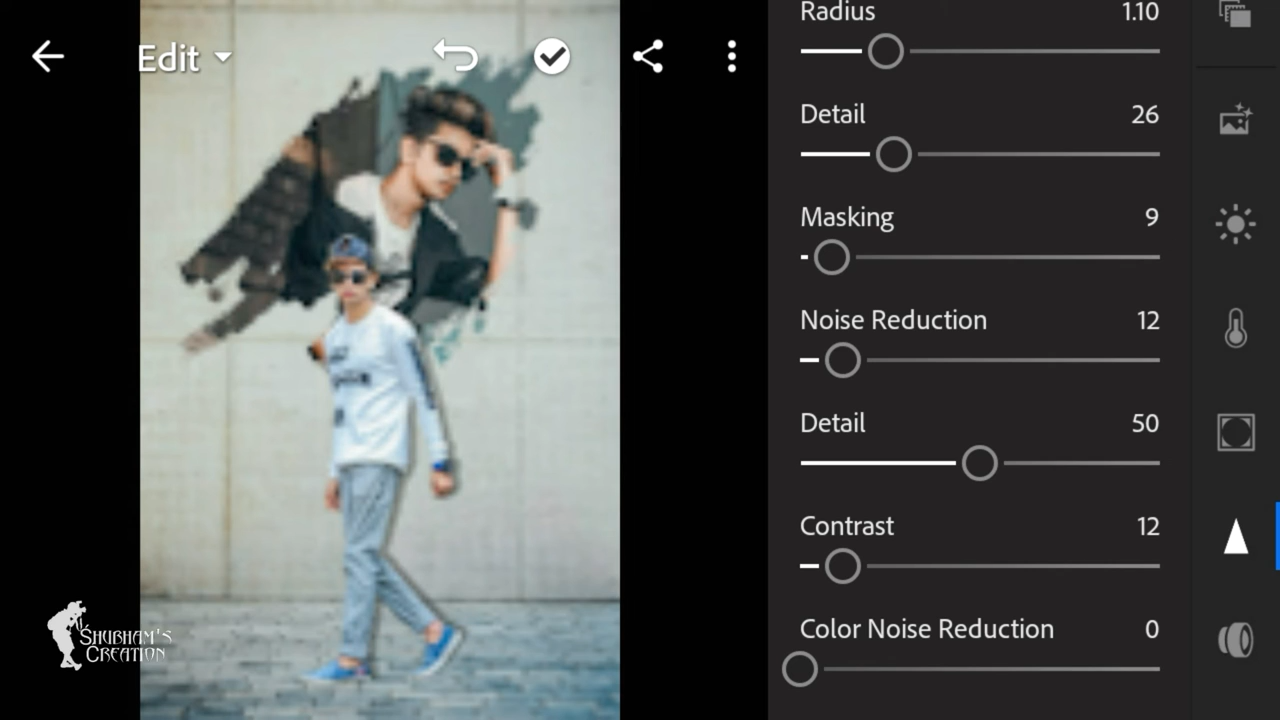 Edit
Radius 1.10
Detail 26
Masking 9
Noise Reduction 12
Detail 50
Contrast 12
Color Noise Reduction 0
SHUBHAM'S
CREATION